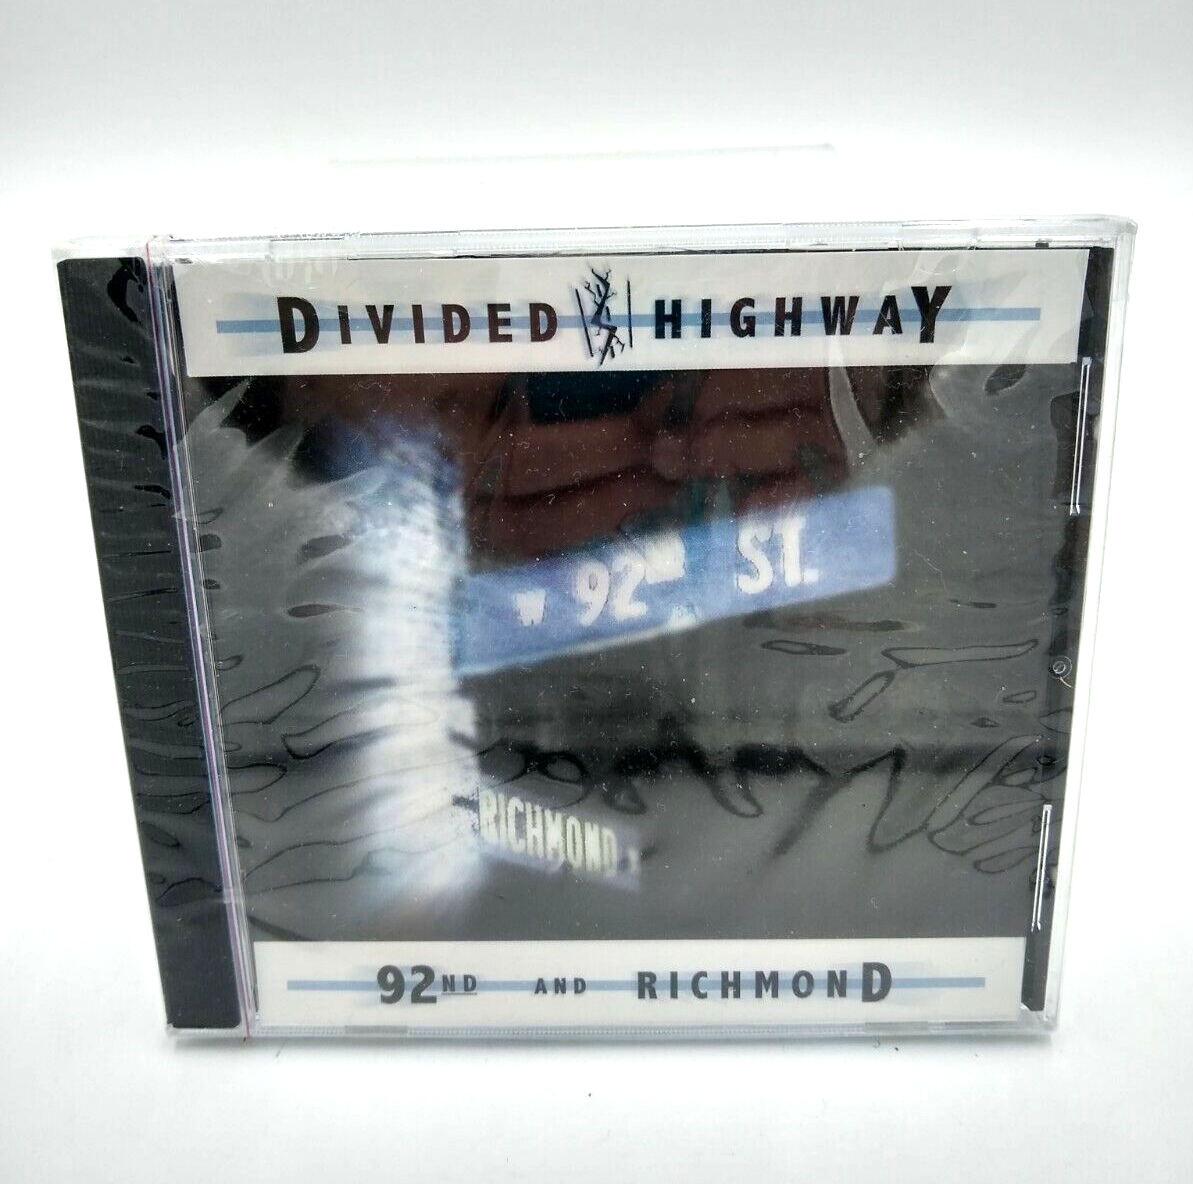 DIVIDED HIGHWAY
W 92ND ST.
RICHMOND
92ND AND RICHMOND